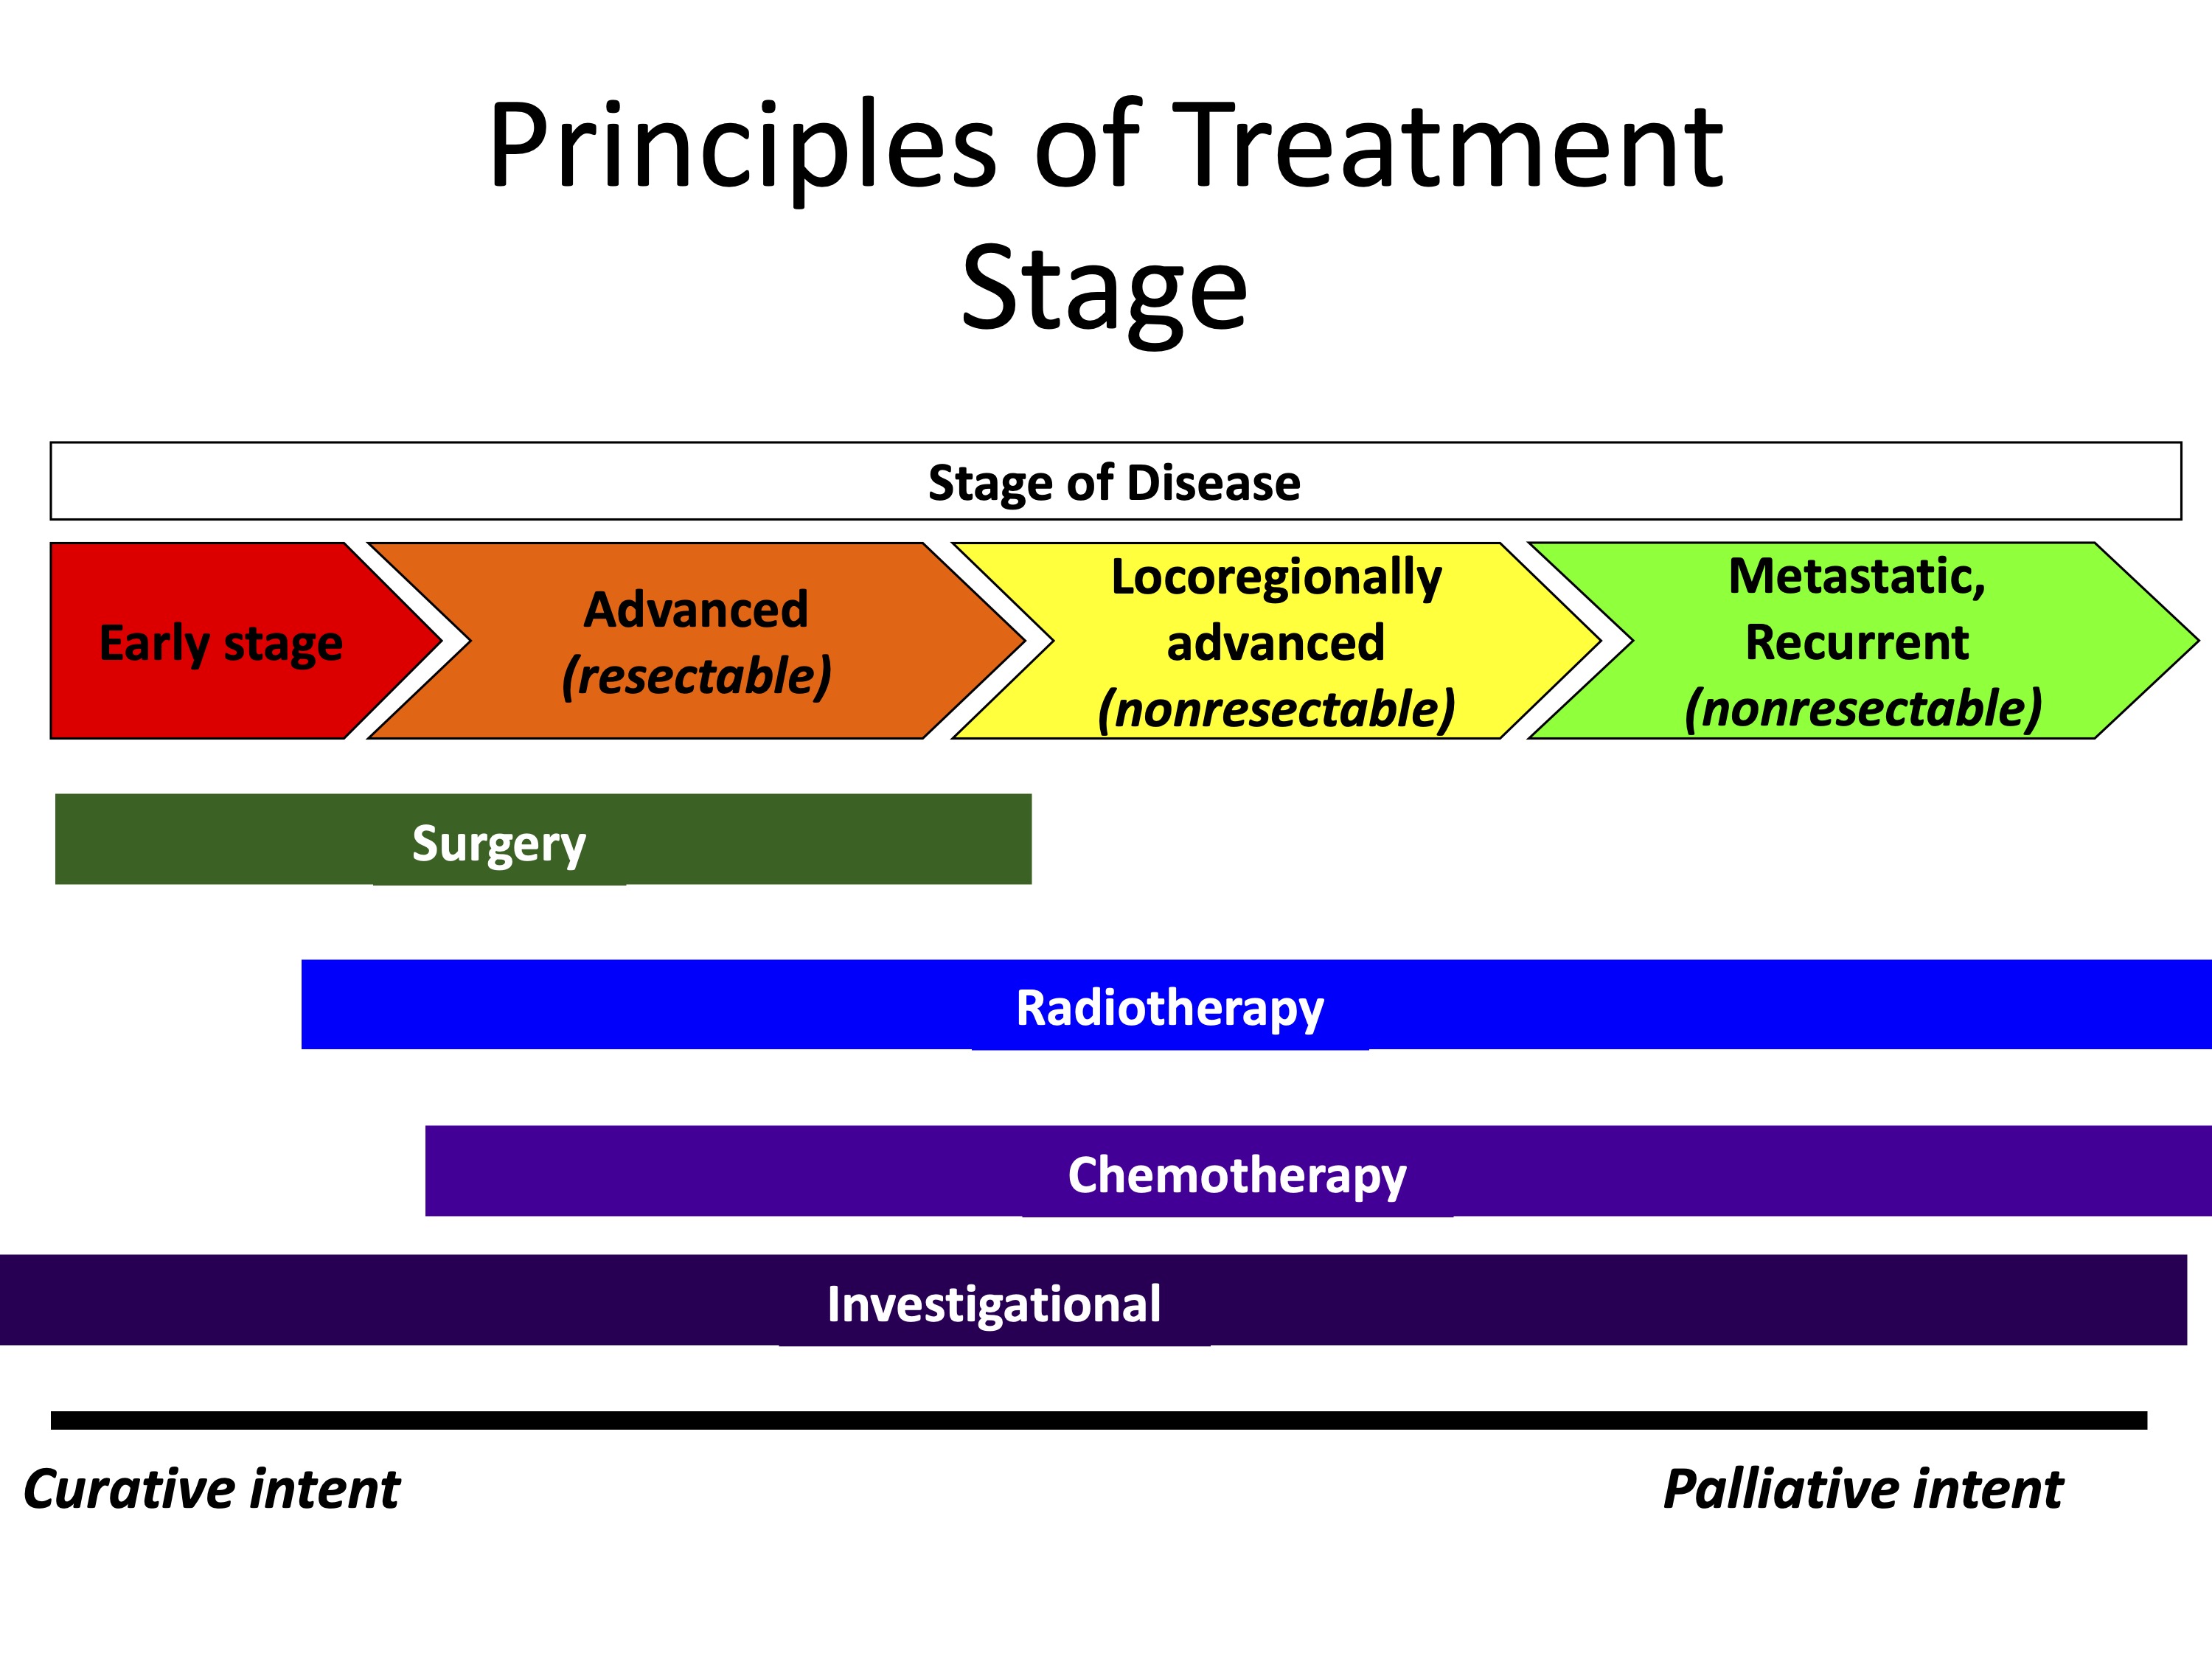 Principles of Treatment
Stage
Stage of Disease
Early stage
Advanced
(resectable)
Locoregionally
advanced
(nonresectable)
Metastatic,
Recurrent
(nonresectable)
Surgery
Radiotherapy
Chemotherapy
Investigational
Curative intent
Palliative intent